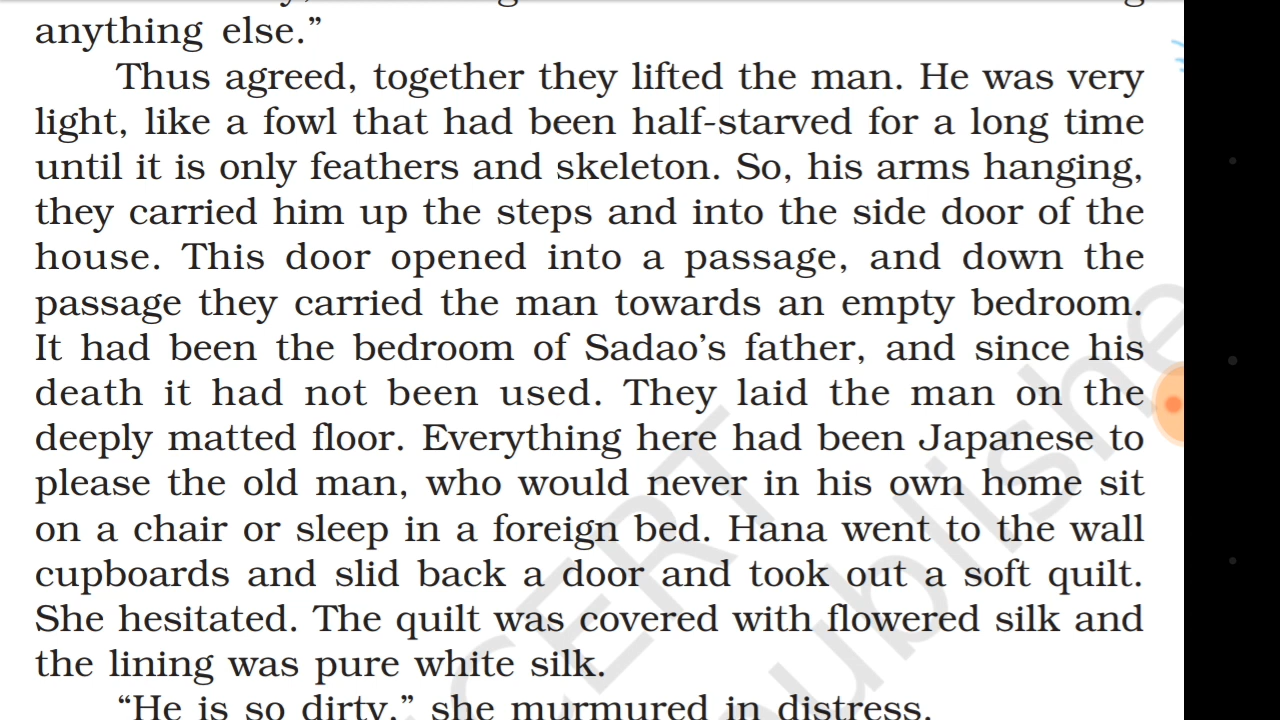 anything else.”
Thus agreed, together they lifted the man. He was very
light, like a fowl that had been half-starved for a long time
until it is only feathers and skeleton. So, his arms hanging,
they carried him up the steps and into the side door of the
house. This door opened into a passage, and down the
passage they carried the man towards an empty bedroom.
It had been the bedroom of Sadao’s father, and since his
death it had not been used. They laid the man on the
deeply matted floor. Everything here had been Japanese to
please the old man, who would never in his own home sit
on a chair or sleep in a foreign bed. Hana went to the wall
cupboards and slid back a door and took out a soft quilt.
She hesitated. The quilt was covered with flowered silk and
the lining was pure white silk.
“He is so dirty,” she murmured in distress.